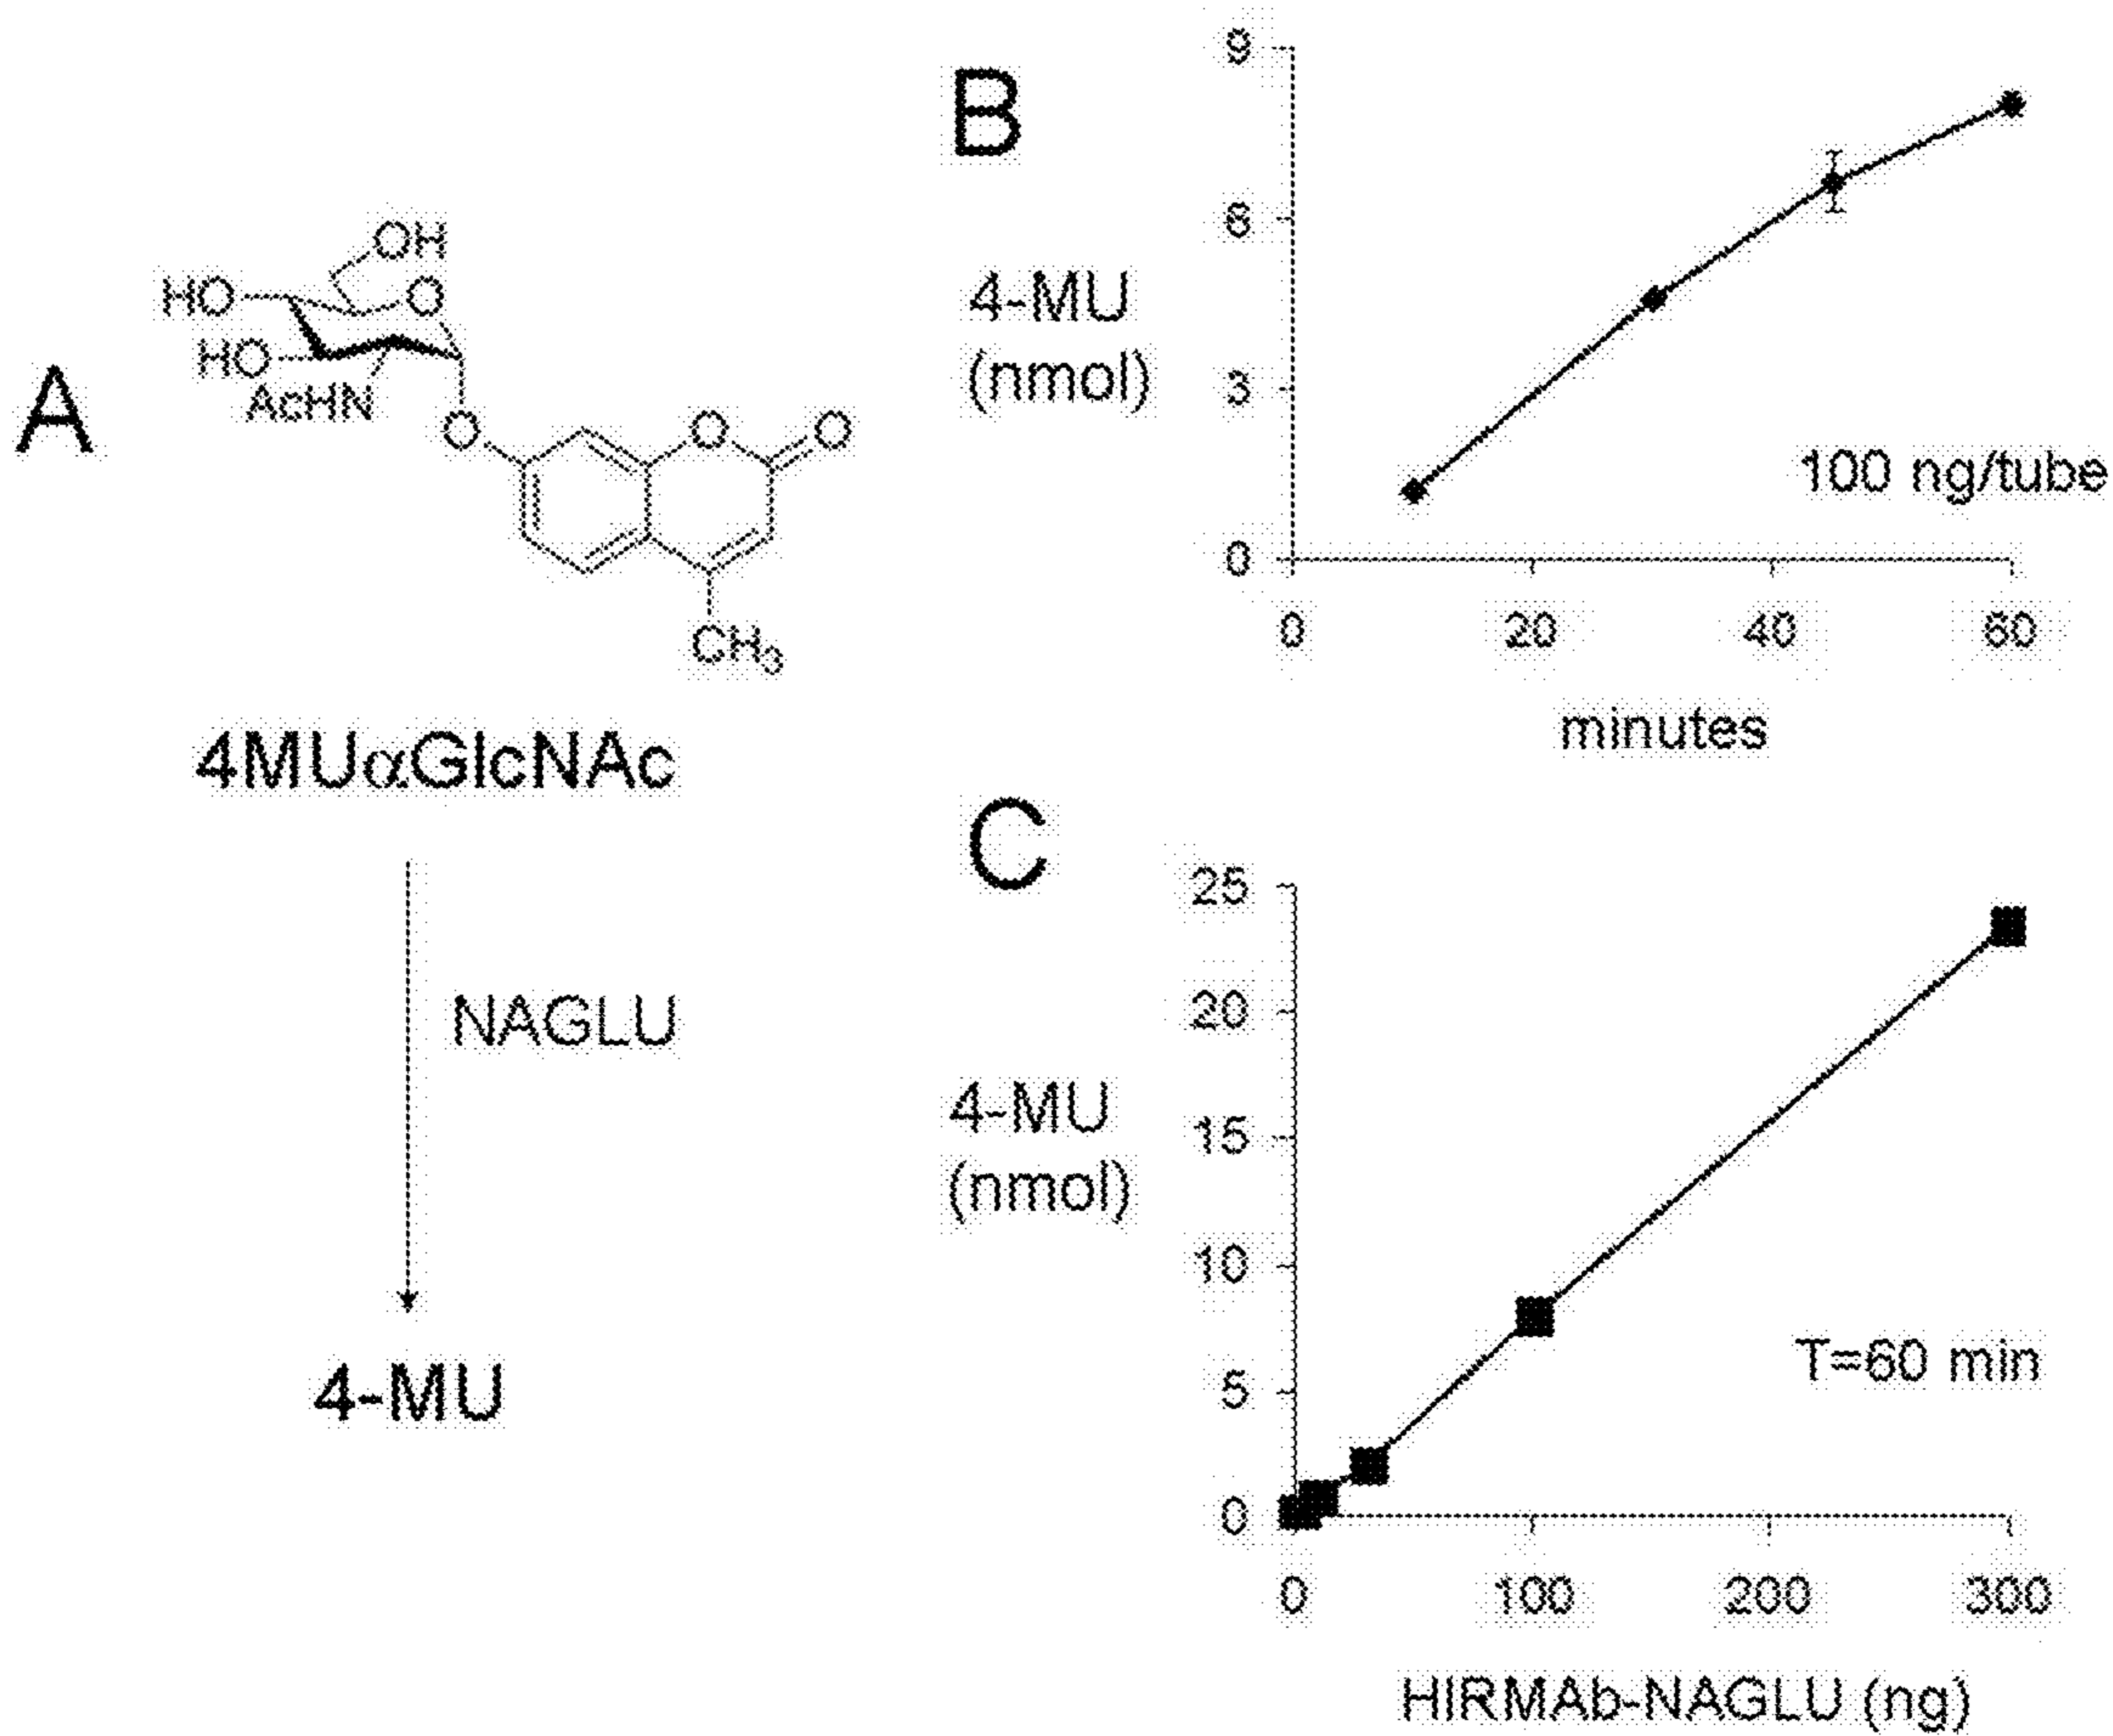 A
OH
HO
O
HO
AcHN
O
O
O
CH3
4MUαGlcNAc
NAGLU
4-MU
B
9
6
3
0
4-MU
(nmol)
100 ng/tube
0 20 40 60
minutes
C
25
20
15
10
5
0
4-MU
(nmol)
T=60 min
0 100 200 300
HIRMAb-NAGLU (ng)